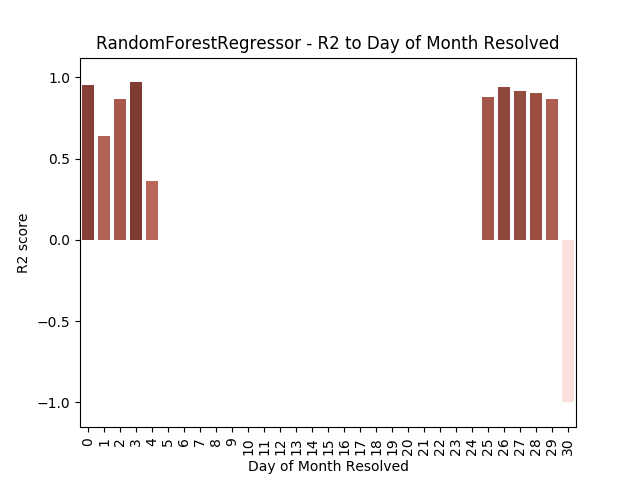 RandomForestRegressor - R2 to Day of Month Resolved
1.0
0.5
0.0
−0.5
−1.0
R2 score
0 1 2 3 4 5 6 7 8 9 10 11 12 13 14 15 16 17 18 19 20 21 22 23 24 25 26 27 28 29 30
Day of Month Resolved